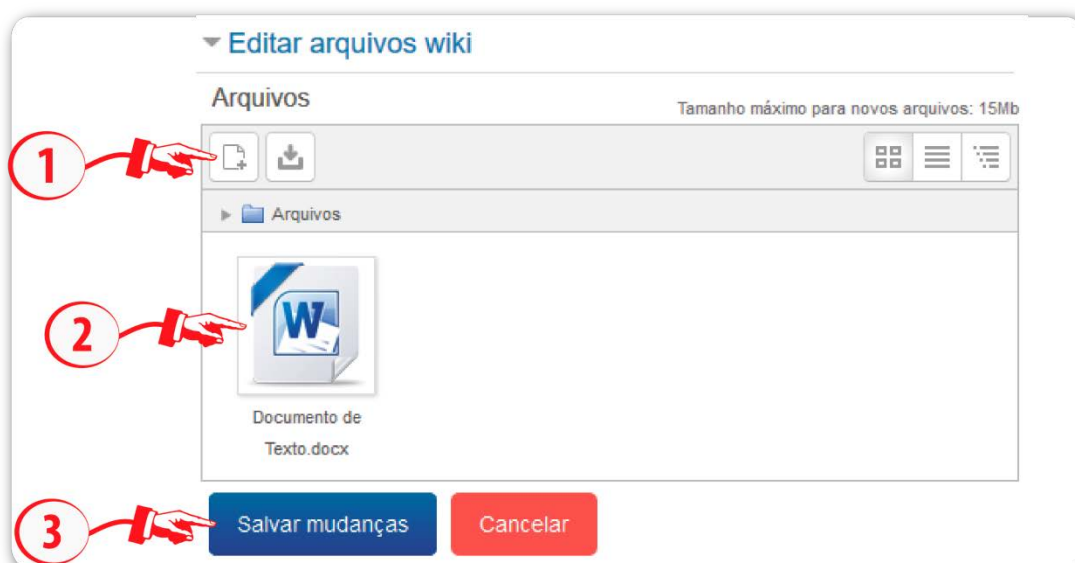 Editar arquivos wiki
Arquivos
Tamanho máximo para novos arquivos: 15Mb
1
Arquivos
2
W
Documento de
Texto.docx
3
Salvar mudanças
Cancelar